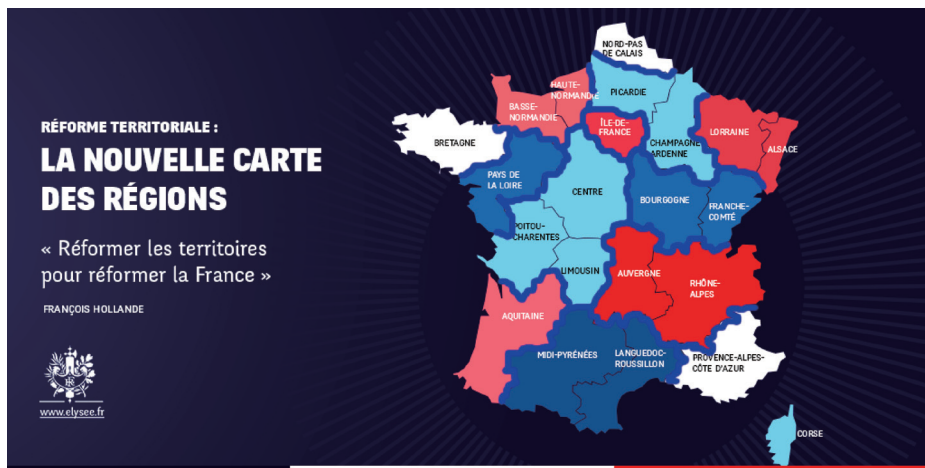 RÉFORME TERRITORIALE :
LA NOUVELLE CARTE
DES RÉGIONS
« Réformer les territoires
pour réformer la France »
FRANÇOIS HOLLANDE
www.elysee.fr
NORD-PAS
DE CALAIS
PICARDIE
HAUTE-
NORMANDIE
BASSE-
NORMANDIE
ÎLE-DE-
FRANCE
CHAMPAGNE
ARDENNE
LORRAINE
ALSACE
BRETAGNE
PAYS DE
LA LOIRE
CENTRE
BOURGOGNE
FRANCHE-
COMTÉ
POITOU-
CHARENTES
LIMOUSIN
AUVERGNE
RHÔNE-
ALPES
AQUITAINE
MIDI-PYRÉNÉES
LANGUEDOC-
ROUSSILLON
PROVENCE-ALPES-
CÔTE D'AZUR
CORSE